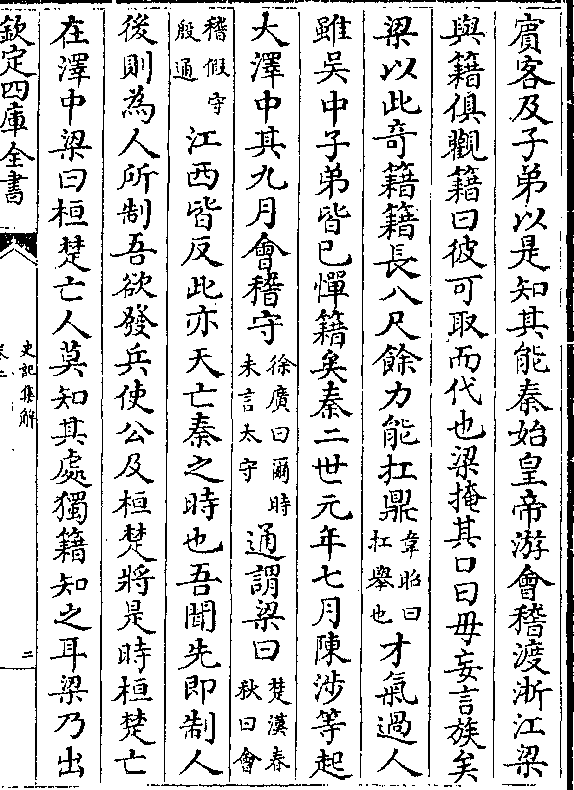 賔客及子弟以是知其能秦始皇帝游會稽渡浙江梁
與籍俱觀籍曰彼可取而代也梁掩其口曰毋妄言族矣
梁以此竒籍籍長八尺餘力能扛鼎韋昭曰扛舉也才氣過人
雖吳中子弟皆已憚籍矣秦二世元年七月陳涉等起
大澤中其九月會稽守徐廣曰爾時未言太守通謂梁曰楚漢春秋曰會
稽假守殷通江西皆反此亦天亡秦之時也吾聞先即制人
後則為人所制吾欲發兵使公及桓楚將是時桓楚亡
在澤中梁曰桓楚亡人莫知其處獨籍知之耳梁乃出
欽定四庫全書
史記集解
二